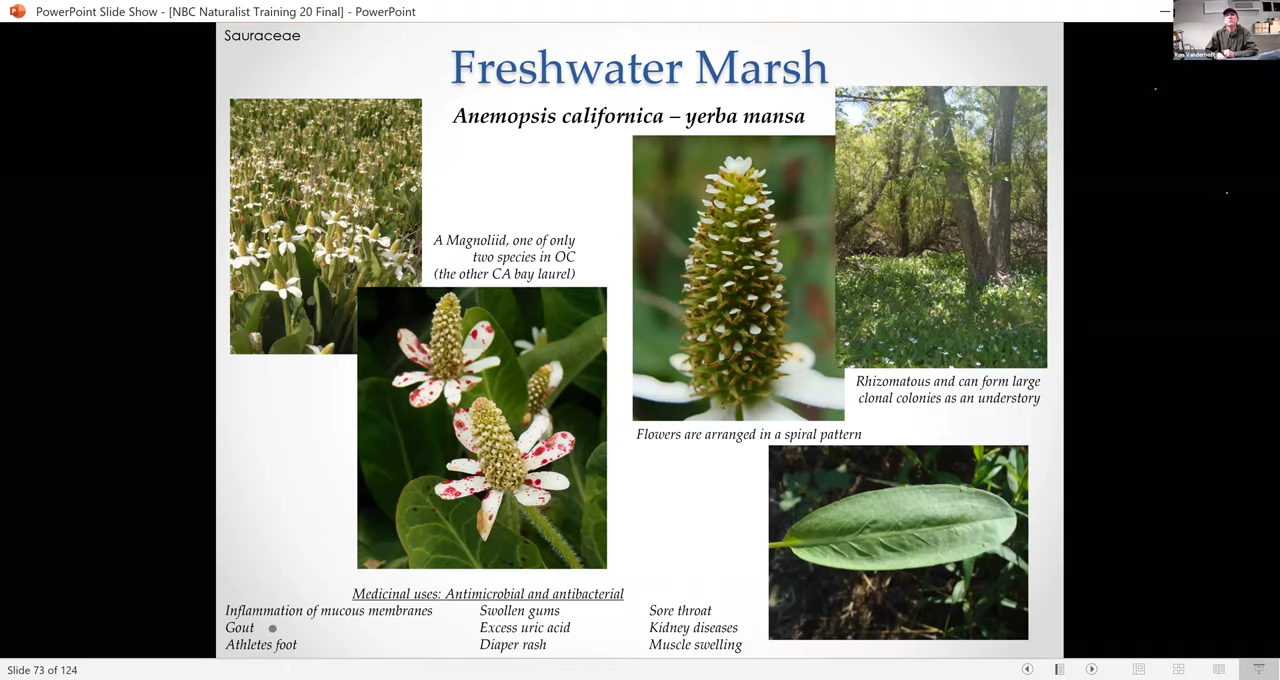 PowerPoint Slide Show - [NBC Naturalist Training 20 Final] - PowerPoint
Ron Vanderhoff
Sauraceae
Freshwater Marsh
Anemopsis californica – yerba mansa
A Magnoliid, one of only
two species in OC
(the other CA bay laurel)
Rhizomatous and can form large
clonal colonies as an understory
Flowers are arranged in a spiral pattern
Medicinal uses: Antimicrobial and antibacterial
Inflammation of mucous membranes Swollen gums Sore throat
Gout Excess uric acid Kidney diseases
Athletes foot Diaper rash Muscle swelling
Slide 73 of 124